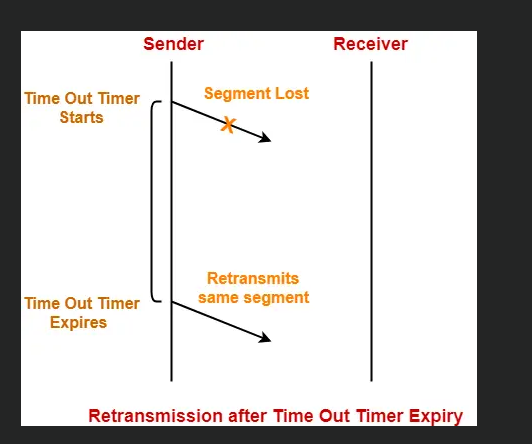 Sender
Receiver
Time Out Timer
Starts
Segment Lost
Retransmits
same segment
Time Out Timer
Expires
Retransmission after Time Out Timer Expiry